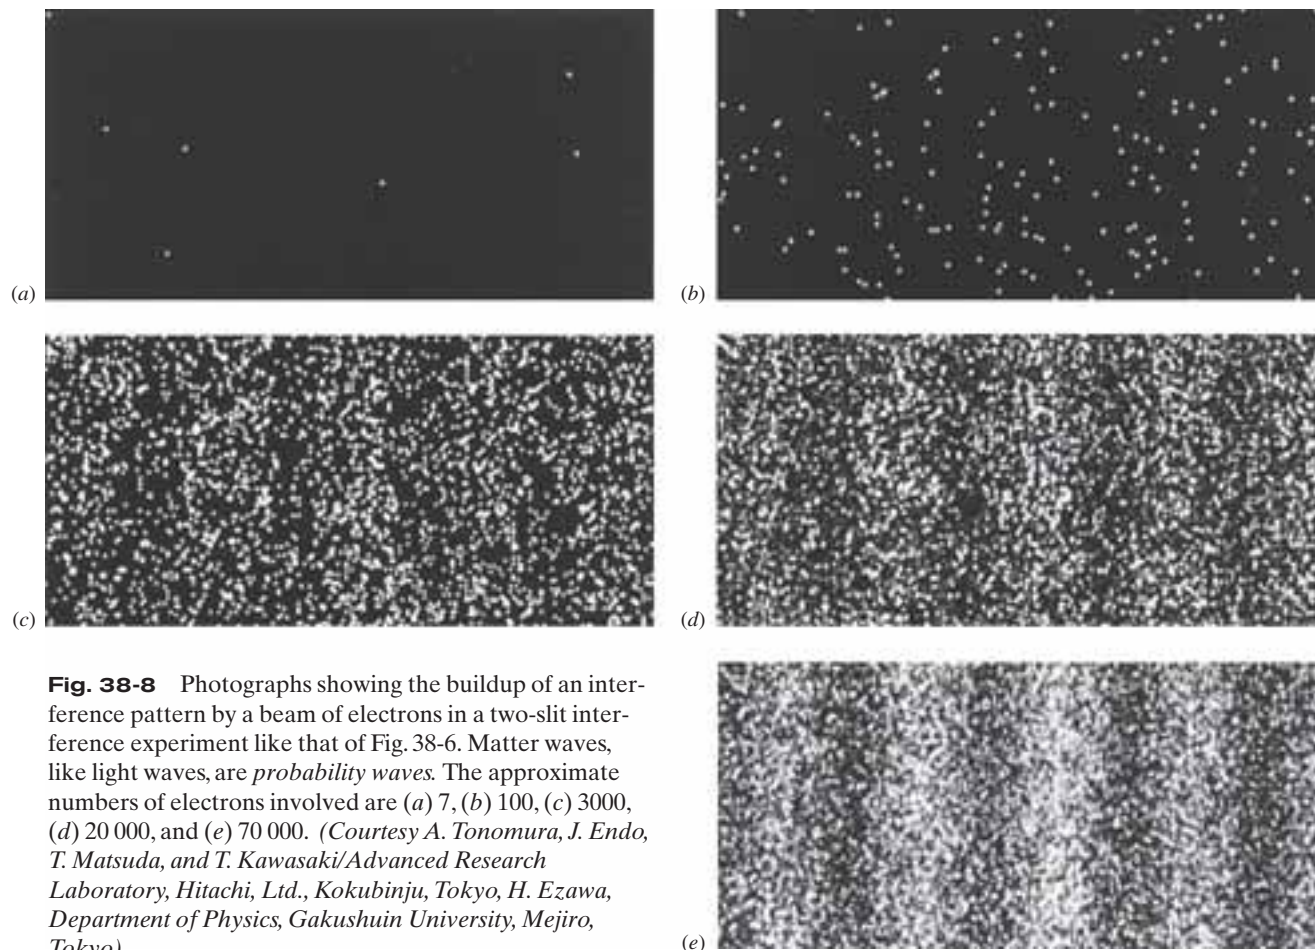 (a)
(b)
(c)
(d)
Fig. 38-8 Photographs showing the buildup of an inter-
ference pattern by a beam of electrons in a two-slit inter-
ference experiment like that of Fig. 38-6. Matter waves,
like light waves, are probability waves. The approximate
numbers of electrons involved are (a) 7, (b) 100, (c) 3000,
(d) 20 000, and (e) 70 000. (Courtesy A. Tonomura, J. Endo,
T. Matsuda, and T. Kawasaki/Advanced Research
Laboratory, Hitachi, Ltd., Kokubinju, Tokyo, H. Ezawa,
Department of Physics, Gakushuin University, Mejiro,
Tokyo)
(e)